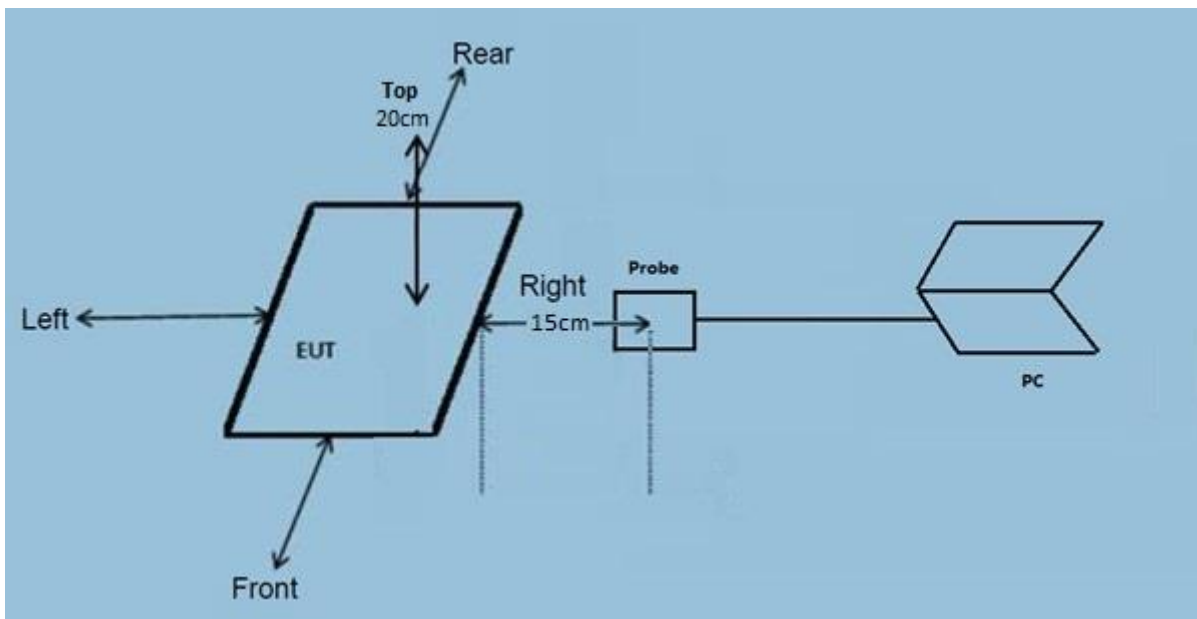 Rear
Top
20cm
Right
Probe
15cm
Left
EUT
PC
Front